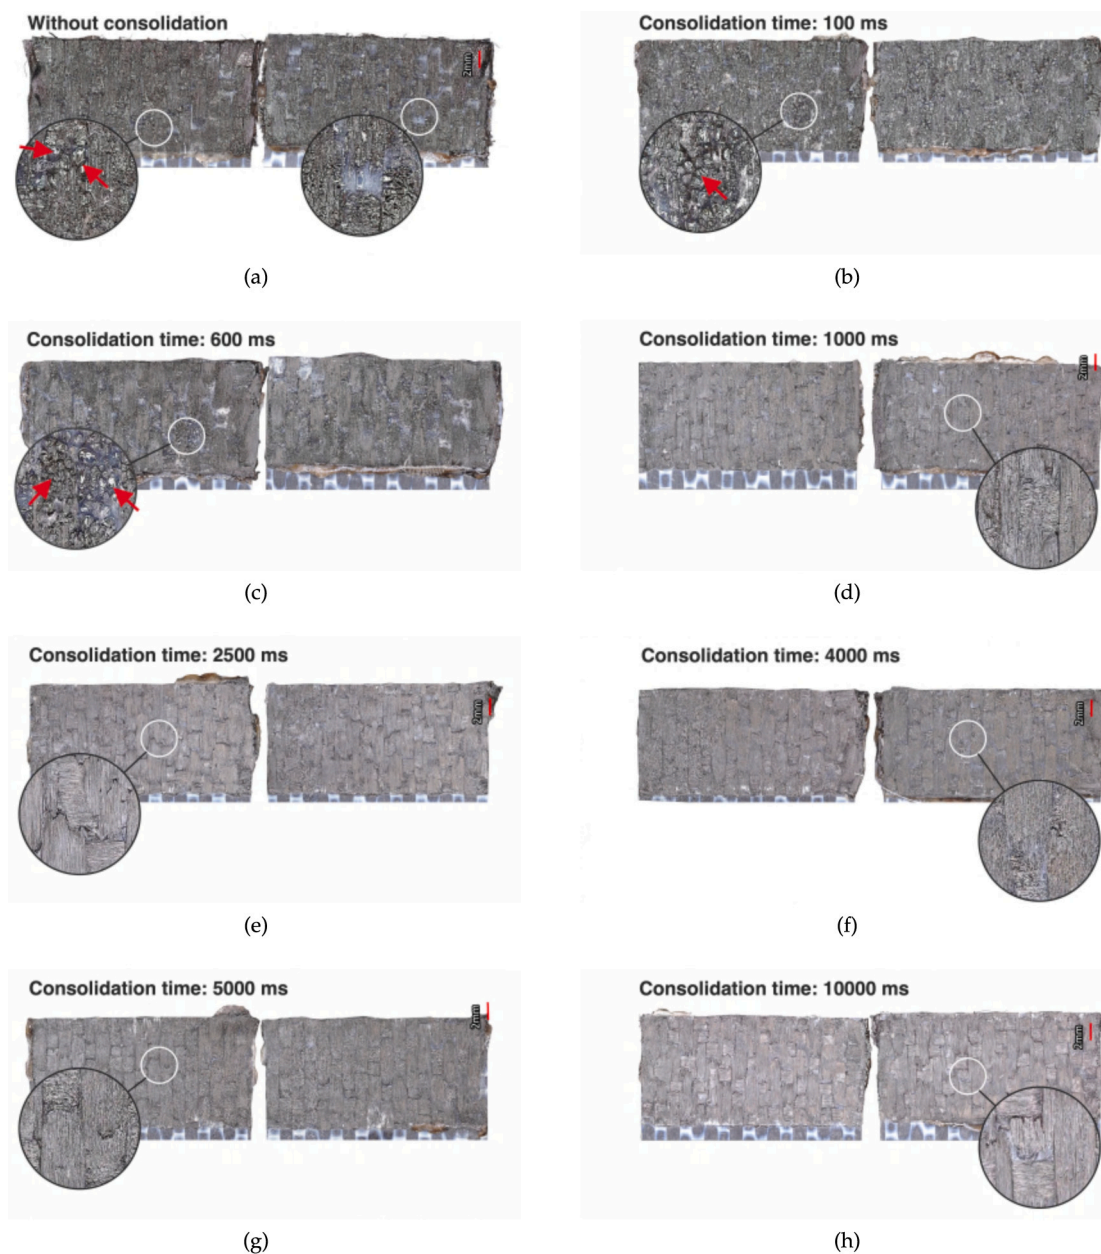 Without consolidation
2mm
(a)
Consolidation time: 100 ms
(b)
Consolidation time: 600 ms
(c)
Consolidation time: 1000 ms
2mm
(d)
Consolidation time: 2500 ms
2mm
(e)
Consolidation time: 4000 ms
2mm
(f)
Consolidation time: 5000 ms
2mm
(g)
Consolidation time: 10000 ms
2mm
(h)